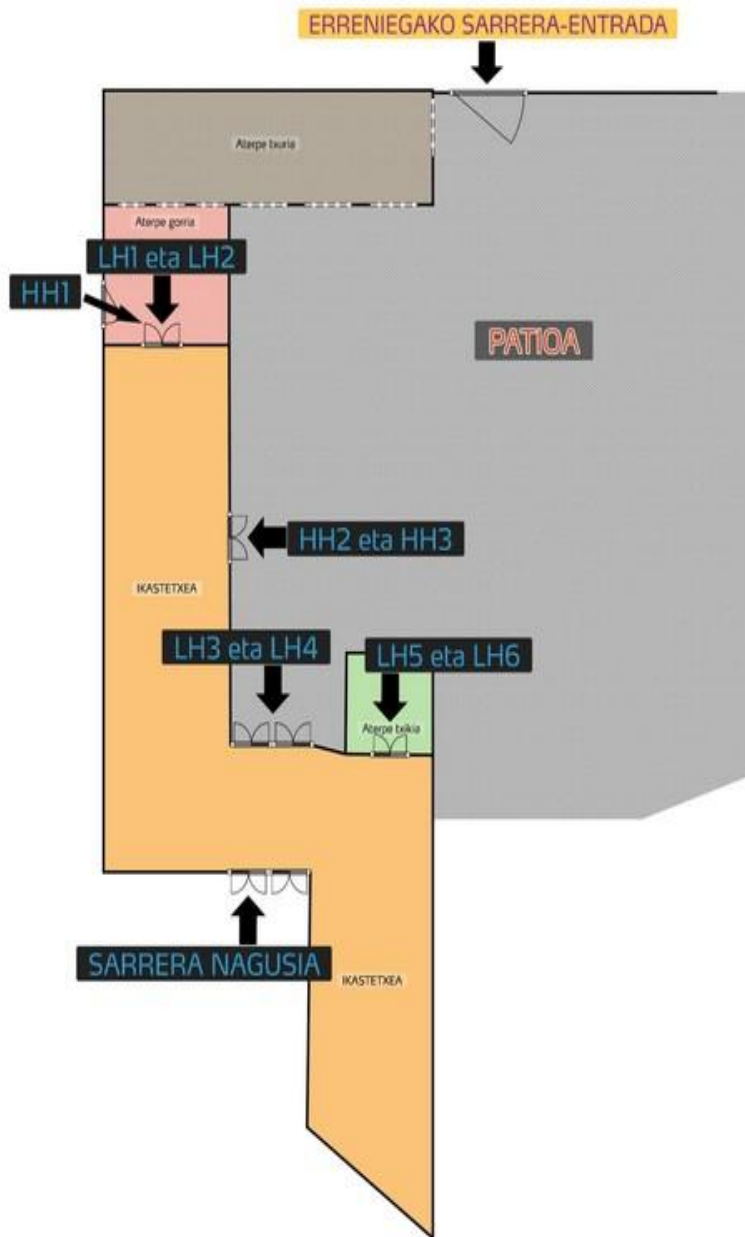 ERRENIEGAKO SARRERA-ENTRADA
Aterpe txuria
Aterpe gorria
LH1 eta LH2
HH1
PATIOA
HH2 eta HH3
IKASTETXEA
LH3 eta LH4
LH5 eta LH6
Aterpe txikia
SARRERA NAGUSIA
IKASTETXEA